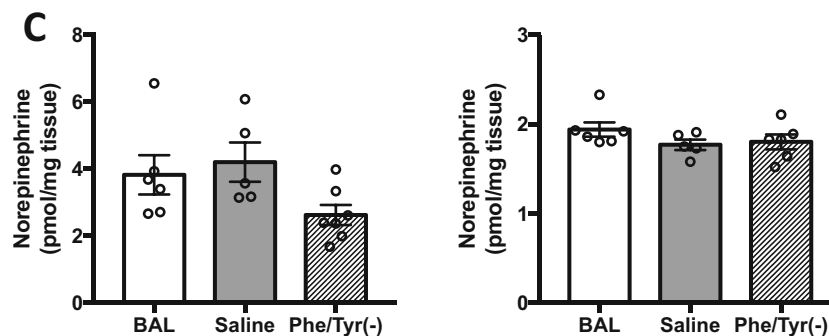 C
Norepinephrine
(pmol/mg tissue)
8
6
4
2
0
BAL Saline Phe/Tyr(-)
Norepinephrine
(pmol/mg tissue)
3
2
1
0
BAL Saline Phe/Tyr(-)